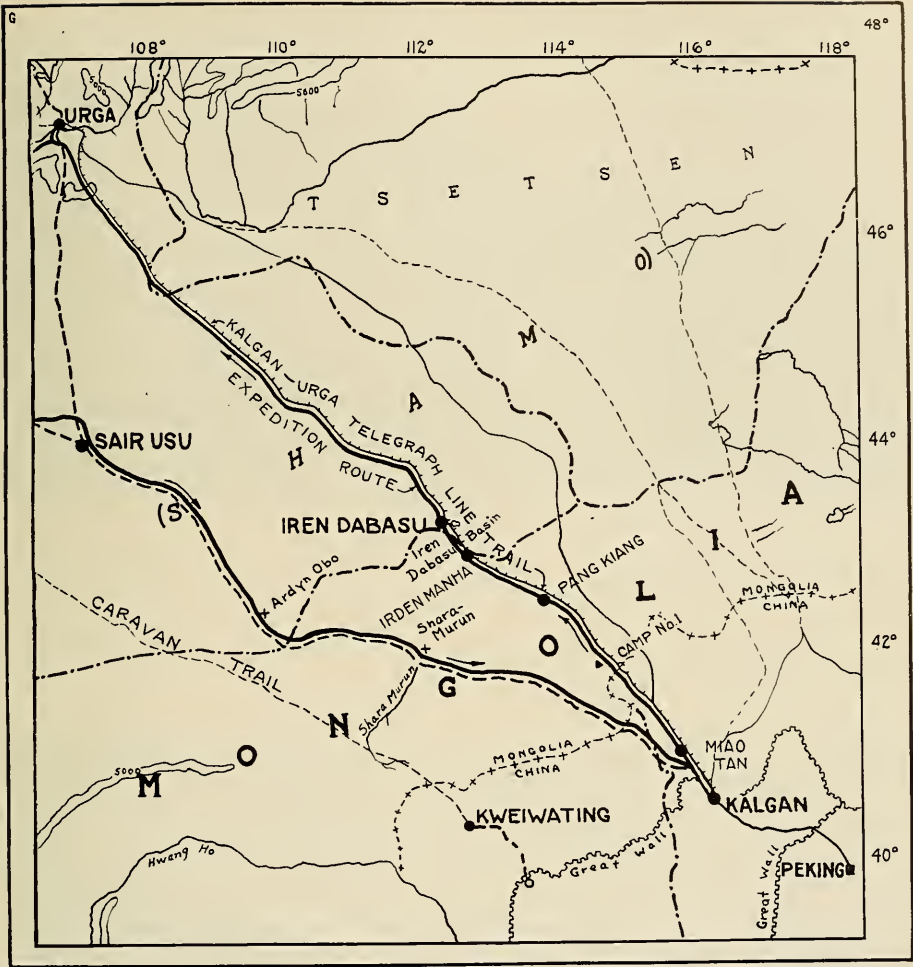 G
48°
108° 110° 112° 114° 116° 118°
5000
5600
URGA
T S E T S E N
46°
O)
M
KALGAN URGA TELEGRAPH LINE TRAIL
EXPEDITION ROUTE
A
H
44°
SAIR USU
(S
A
IREN DABASU
Iren Dabasu Basin
I
IRDEN MANHA
PANG KIANG
Ardyn Obo
L
MONGOLIA
CHINA
CARAVAN TRAIL
Shara-
Murun
CAMP No. 1
O
42°
G
Shara Murun
N
MONGOLIA
CHINA
MIAO
TAN
O
5000
M
KALGAN
KWEIWATING
Hwang Ho
Great Wall
40°
PEKING
Great Wall